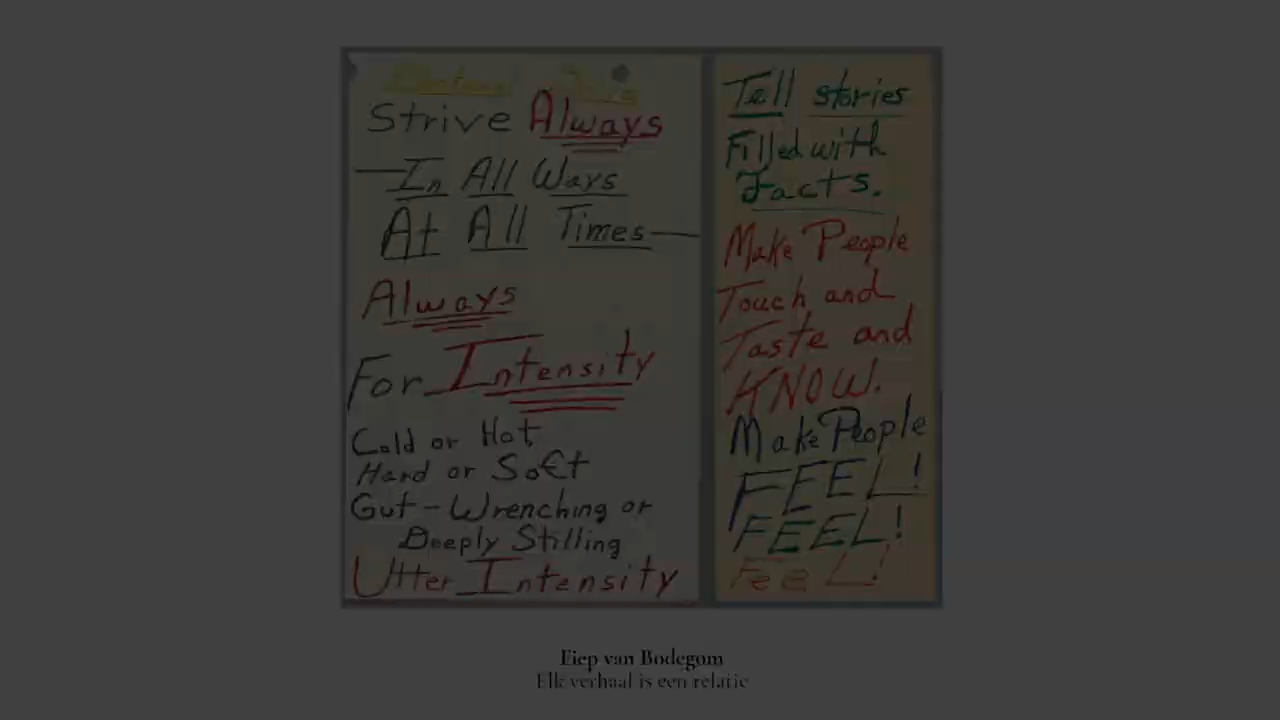 Strive Always
—In All Ways
At All Times—
Always
For Intensity
Cold or Hot
Hard or Soft
Gut-Wrenching or
Deeply Stilling
Utter Intensity
Tell stories
Filled with
Facts.
Make People
Touch and
Taste and
KNOW.
Make People
FEEL!
FEEL!
FEEL!
Fiep van Bodegom
Elk verhaal is een relatie